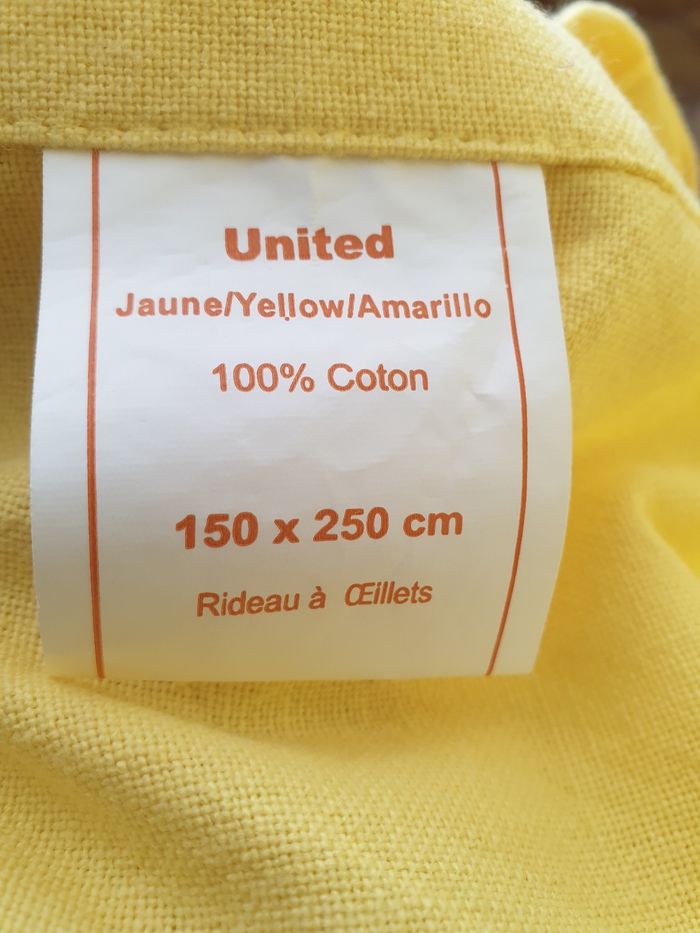 United
Jaune/Yellow/Amarillo
100% Coton
150 x 250 cm
Rideau à Œillets